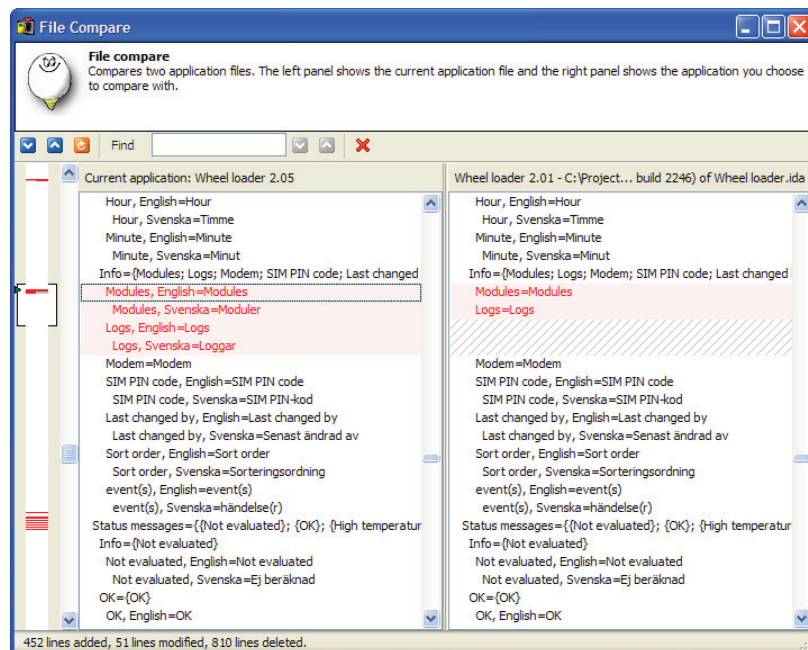 File Compare
File compare
Compares two application files. The left panel shows the current application file and the right panel shows the application you choose
to compare with.
Find
Current application: Wheel loader 2.05
Hour, English=Hour
Hour, Svenska=Timme
Minute, English=Minute
Minute, Svenska=Minut
Info={Modules; Logs; Modem; SIM PIN code; Last changed
Modules, English=Modules
Modules, Svenska=Moduler
Logs, English=Logs
Logs, Svenska=Loggar
Modem=Modem
SIM PIN code, English=SIM PIN code
SIM PIN code, Svenska=SIM PIN-kod
Last changed by, English=Last changed by
Last changed by, Svenska=Senast ändrad av
Sort order, English=Sort order
Sort order, Svenska=Sorteringsordning
event(s), English=event(s)
event(s), Svenska=händelse(r)
Status messages={{Not evaluated}; {OK}; {High temperatur
Info={Not evaluated}
Not evaluated, English=Not evaluated
Not evaluated, Svenska=Ej beräknad
OK={OK}
OK, English=OK
Wheel loader 2.01 - C:\Project... build 2246) of Wheel loader.ida
Hour, English=Hour
Hour, Svenska=Timme
Minute, English=Minute
Minute, Svenska=Minut
Info={Modules; Logs; Modem; SIM PIN code; Last changed
Modules=Modules
Logs=Logs
Modem=Modem
SIM PIN code, English=SIM PIN code
SIM PIN code, Svenska=SIM PIN-kod
Last changed by, English=Last changed by
Last changed by, Svenska=Senast ändrad av
Sort order, English=Sort order
Sort order, Svenska=Sorteringsordning
event(s), English=event(s)
event(s), Svenska=händelse(r)
Status messages={{Not evaluated}; {OK}; {High temperatur
Info={Not evaluated}
Not evaluated, English=Not evaluated
Not evaluated, Svenska=Ej beräknad
OK={OK}
OK, English=OK
452 lines added, 51 lines modified, 810 lines deleted.